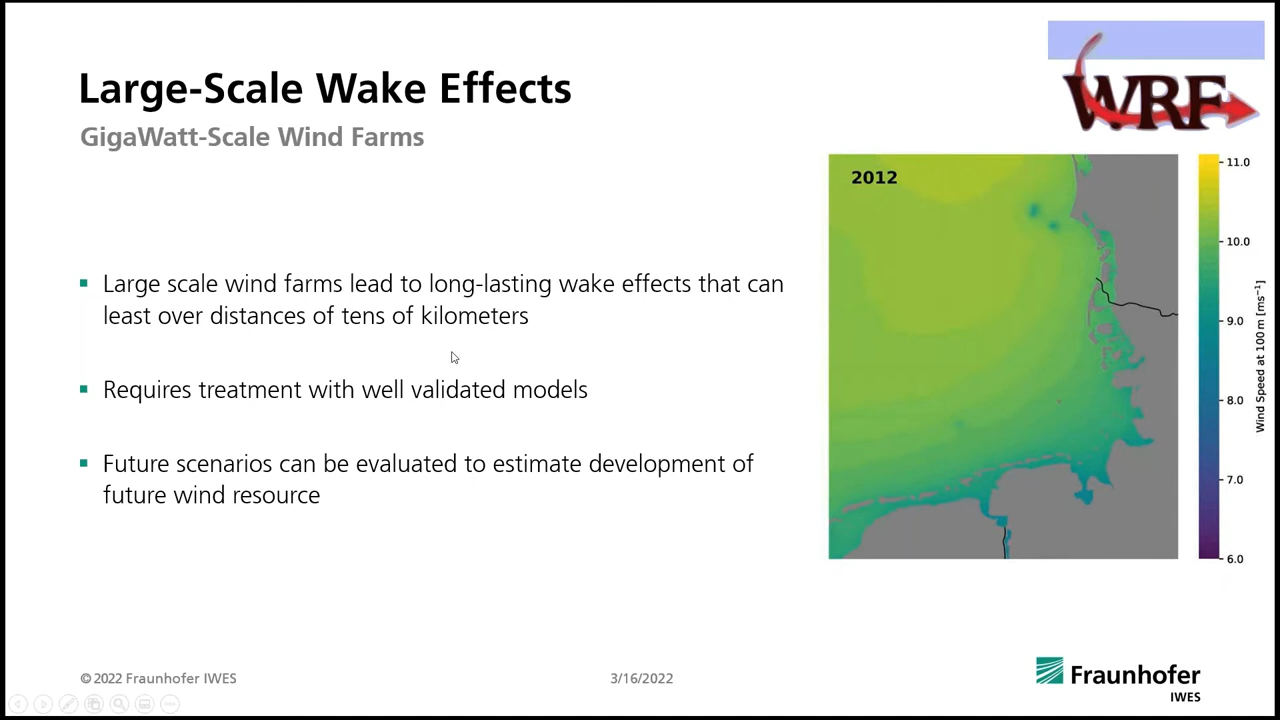 Large-Scale Wake Effects
GigaWatt-Scale Wind Farms
WRF
2012
11.0
10.0
9.0
8.0
7.0
6.0
Wind Speed at 100 m [ms⁻¹]
▪ Large scale wind farms lead to long-lasting wake effects that can
least over distances of tens of kilometers
▪ Requires treatment with well validated models
▪ Future scenarios can be evaluated to estimate development of
future wind resource
© 2022 Fraunhofer IWES
3/16/2022
Fraunhofer
IWES